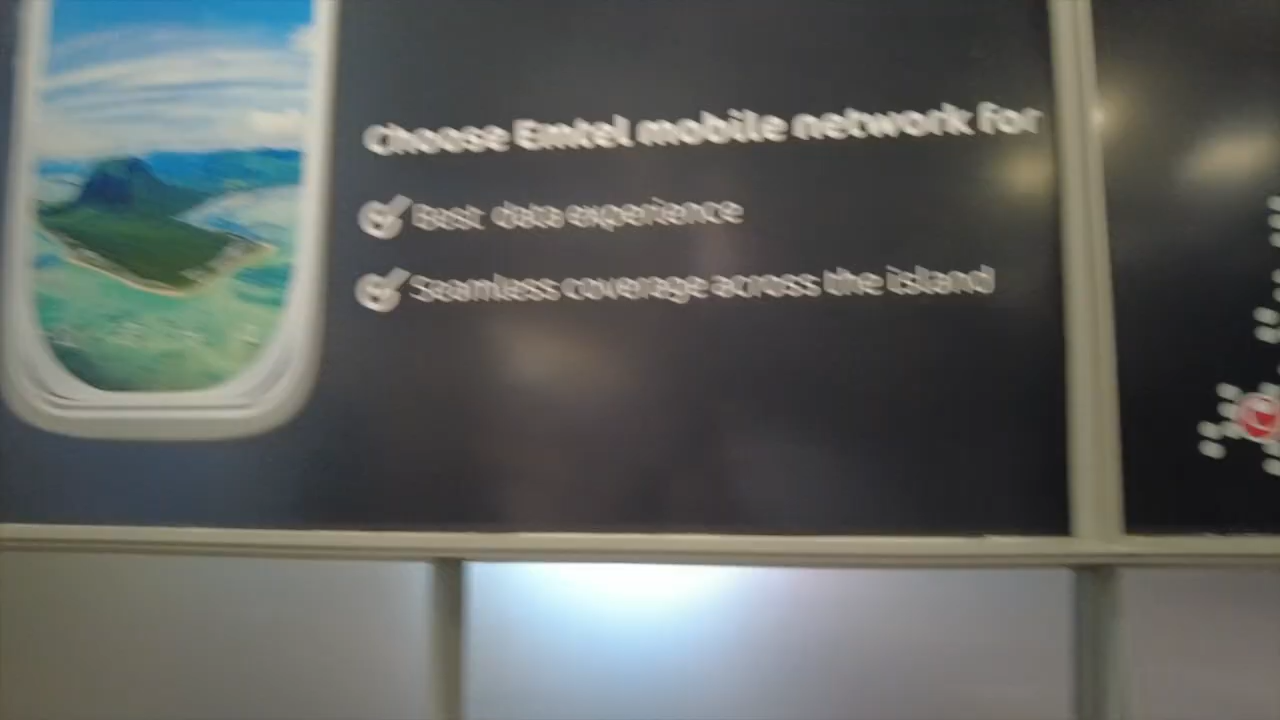 Choose Emtel mobile network for
Best data experience
Seamless coverage across the island